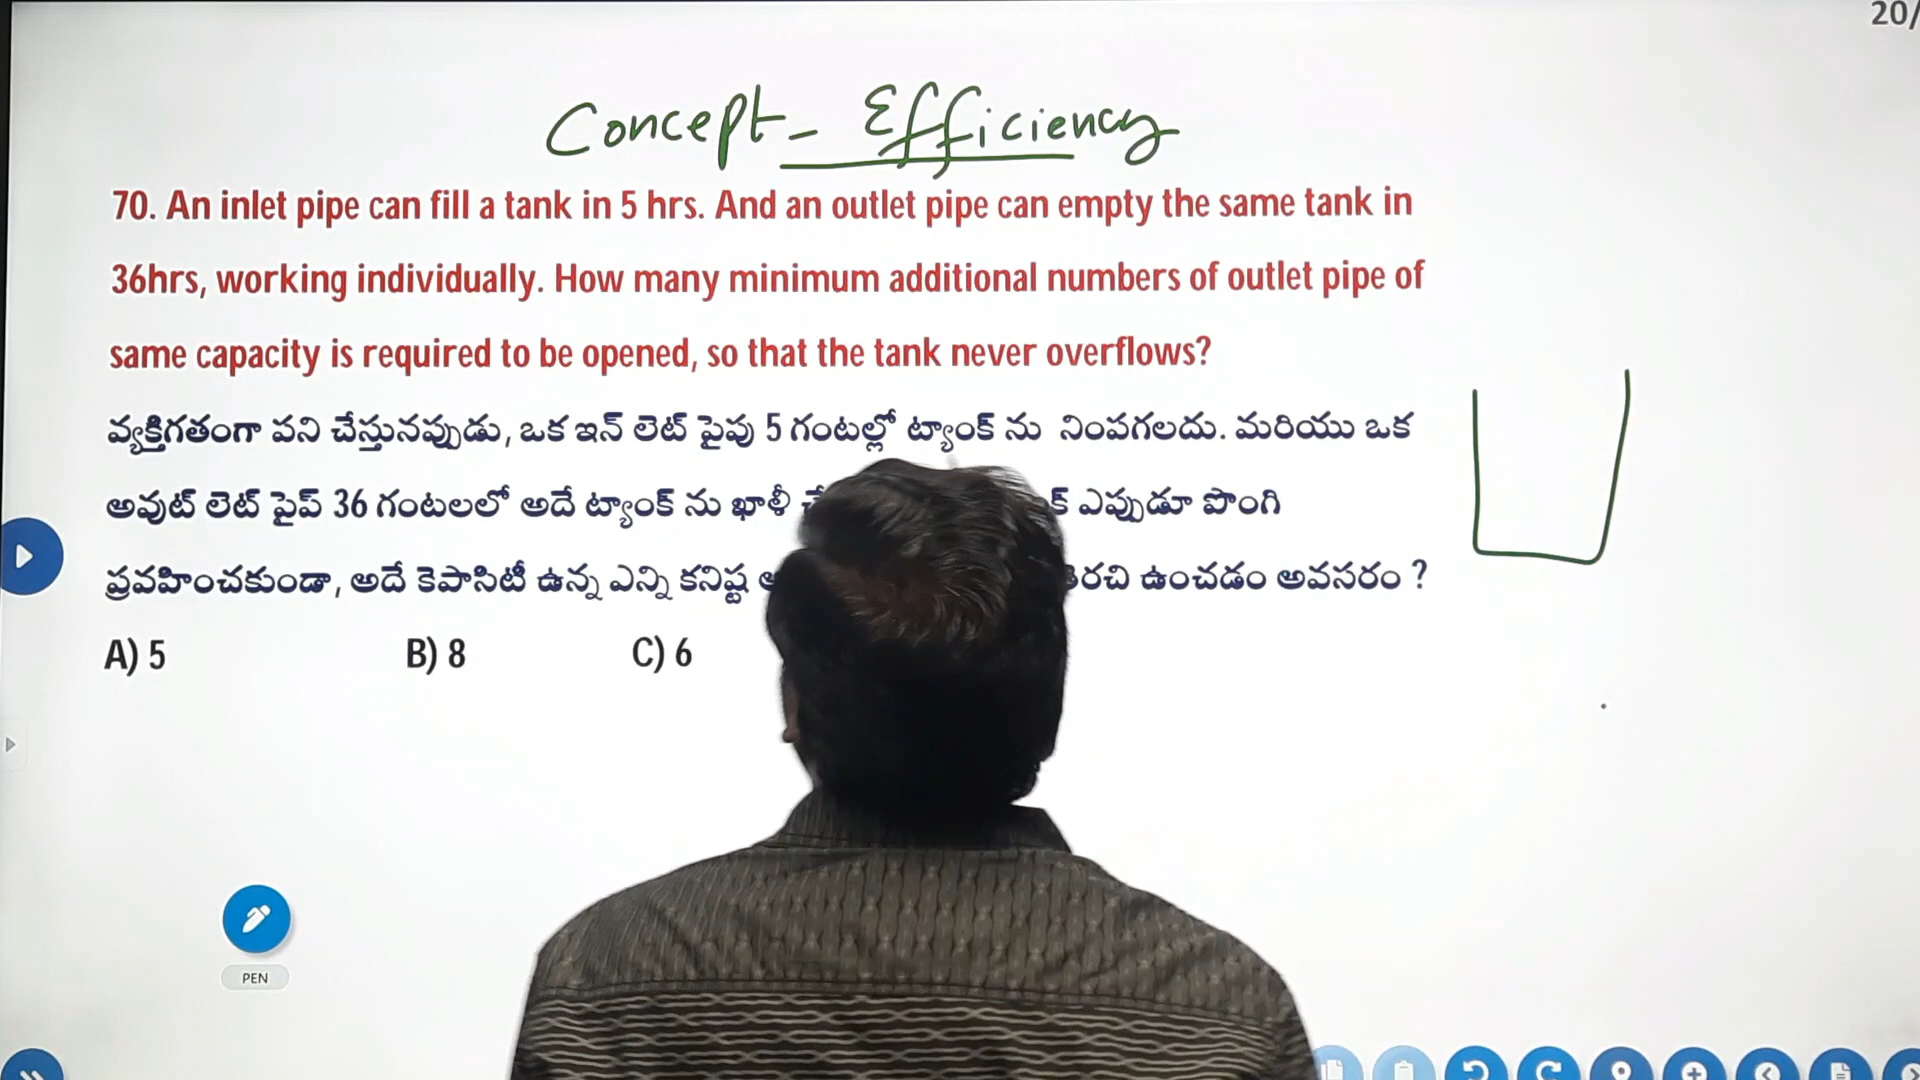 20/
Concept - Efficiency
70. An inlet pipe can fill a tank in 5 hrs. And an outlet pipe can empty the same tank in
36hrs, working individually. How many minimum additional numbers of outlet pipe of
same capacity is required to be opened, so that the tank never overflows?
వ్యక్తిగతంగా పని చేస్తునప్పుడు, ఒక ఇన్ లెట్ పైపు 5 గంటల్లో ట్యాంక్ ను నింపగలదు. మరియు ఒక
అవుట్ లెట్ పైప్ 36 గంటలలో అదే ట్యాంక్ ను ఖాళీ ఎప్పుడూ పొంగి
ప్రవహించకుండా, అదే కెపాసిటీ ఉన్న ఎన్ని కనిష్ట ఉంచడం అవసరం ?
A) 5 B) 8 C) 6
PEN